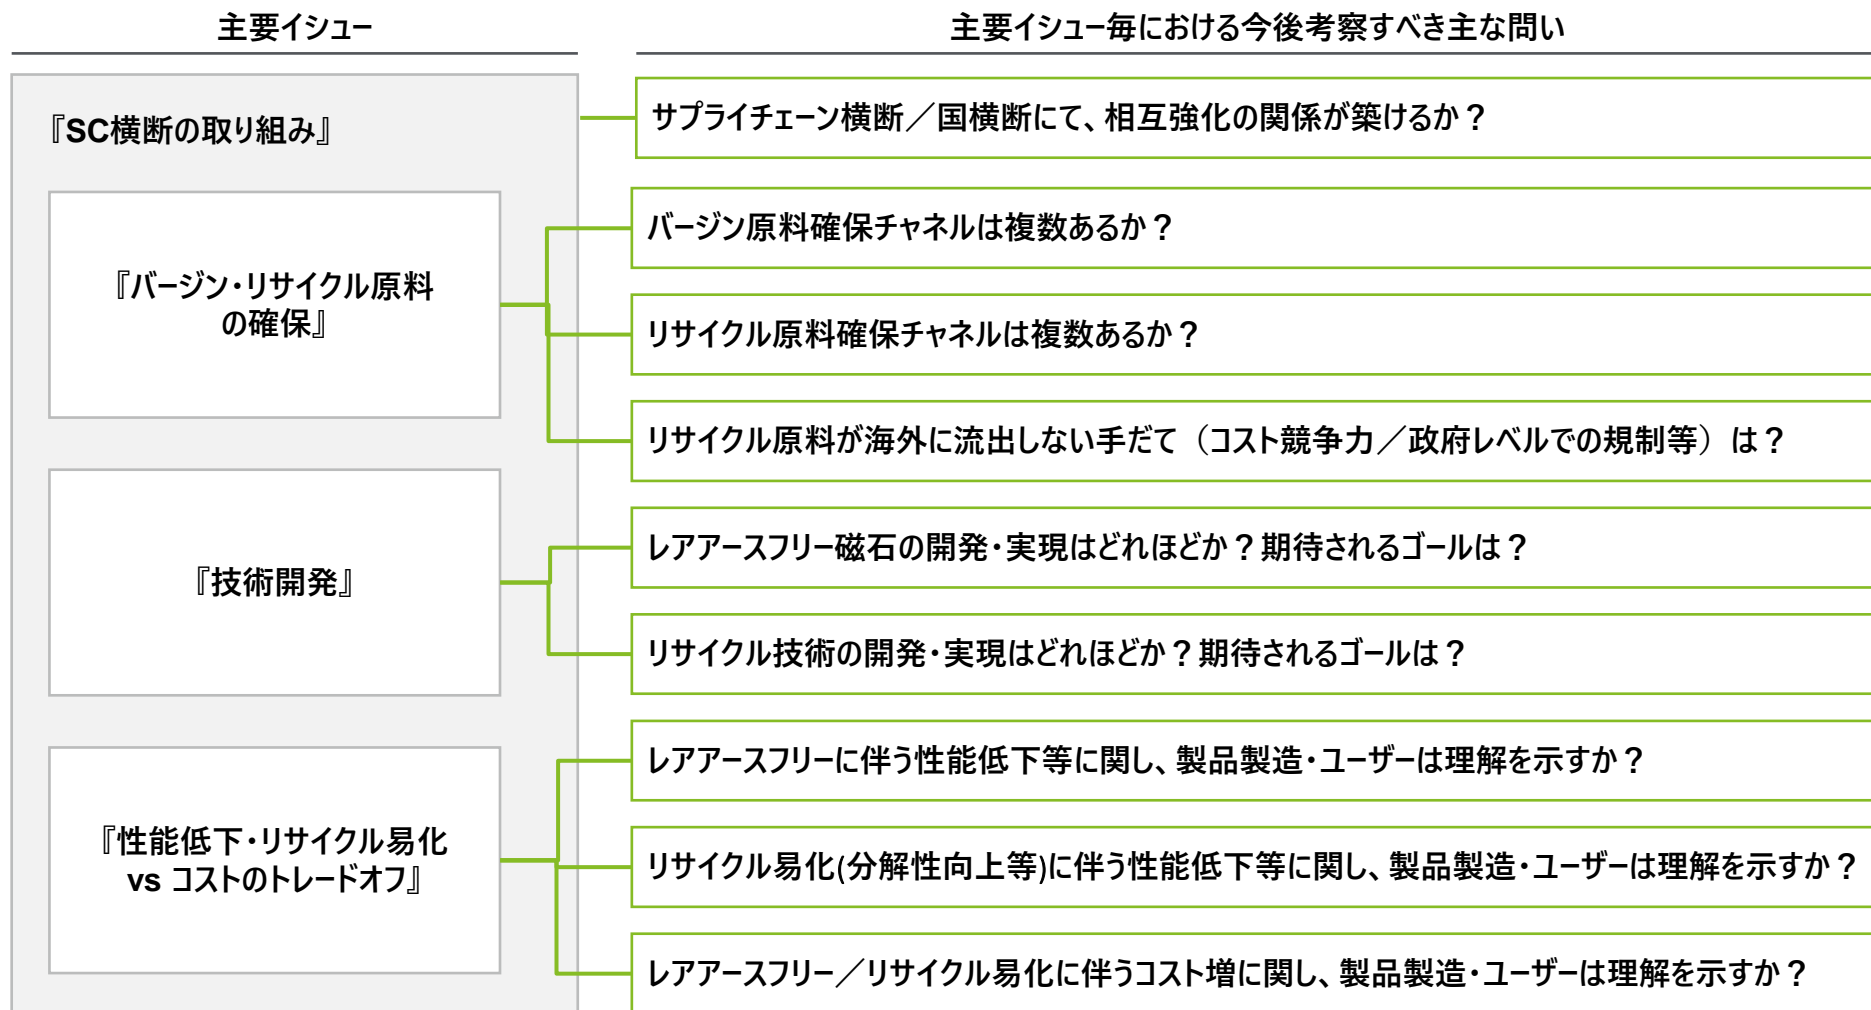 主要イシュー
主要イシュー毎における今後考察すべき主な問い
『SC横断の取り組み』
サプライチェーン横断／国横断にて、相互強化の関係が築けるか？
『バージン・リサイクル原料
の確保』
バージン原料確保チャネルは複数あるか？
リサイクル原料確保チャネルは複数あるか？
リサイクル原料が海外に流出しない手だて（コスト競争力／政府レベルでの規制等）は？
『技術開発』
レアアースフリー磁石の開発・実現はどれほどか？期待されるゴールは？
リサイクル技術の開発・実現はどれほどか？期待されるゴールは？
『性能低下・リサイクル易化
vs コストのトレードオフ』
レアアースフリーに伴う性能低下等に関し、製品製造・ユーザーは理解を示すか？
リサイクル易化(分解性向上等)に伴う性能低下等に関し、製品製造・ユーザーは理解を示すか？
レアアースフリー／リサイクル易化に伴うコスト増に関し、製品製造・ユーザーは理解を示すか？